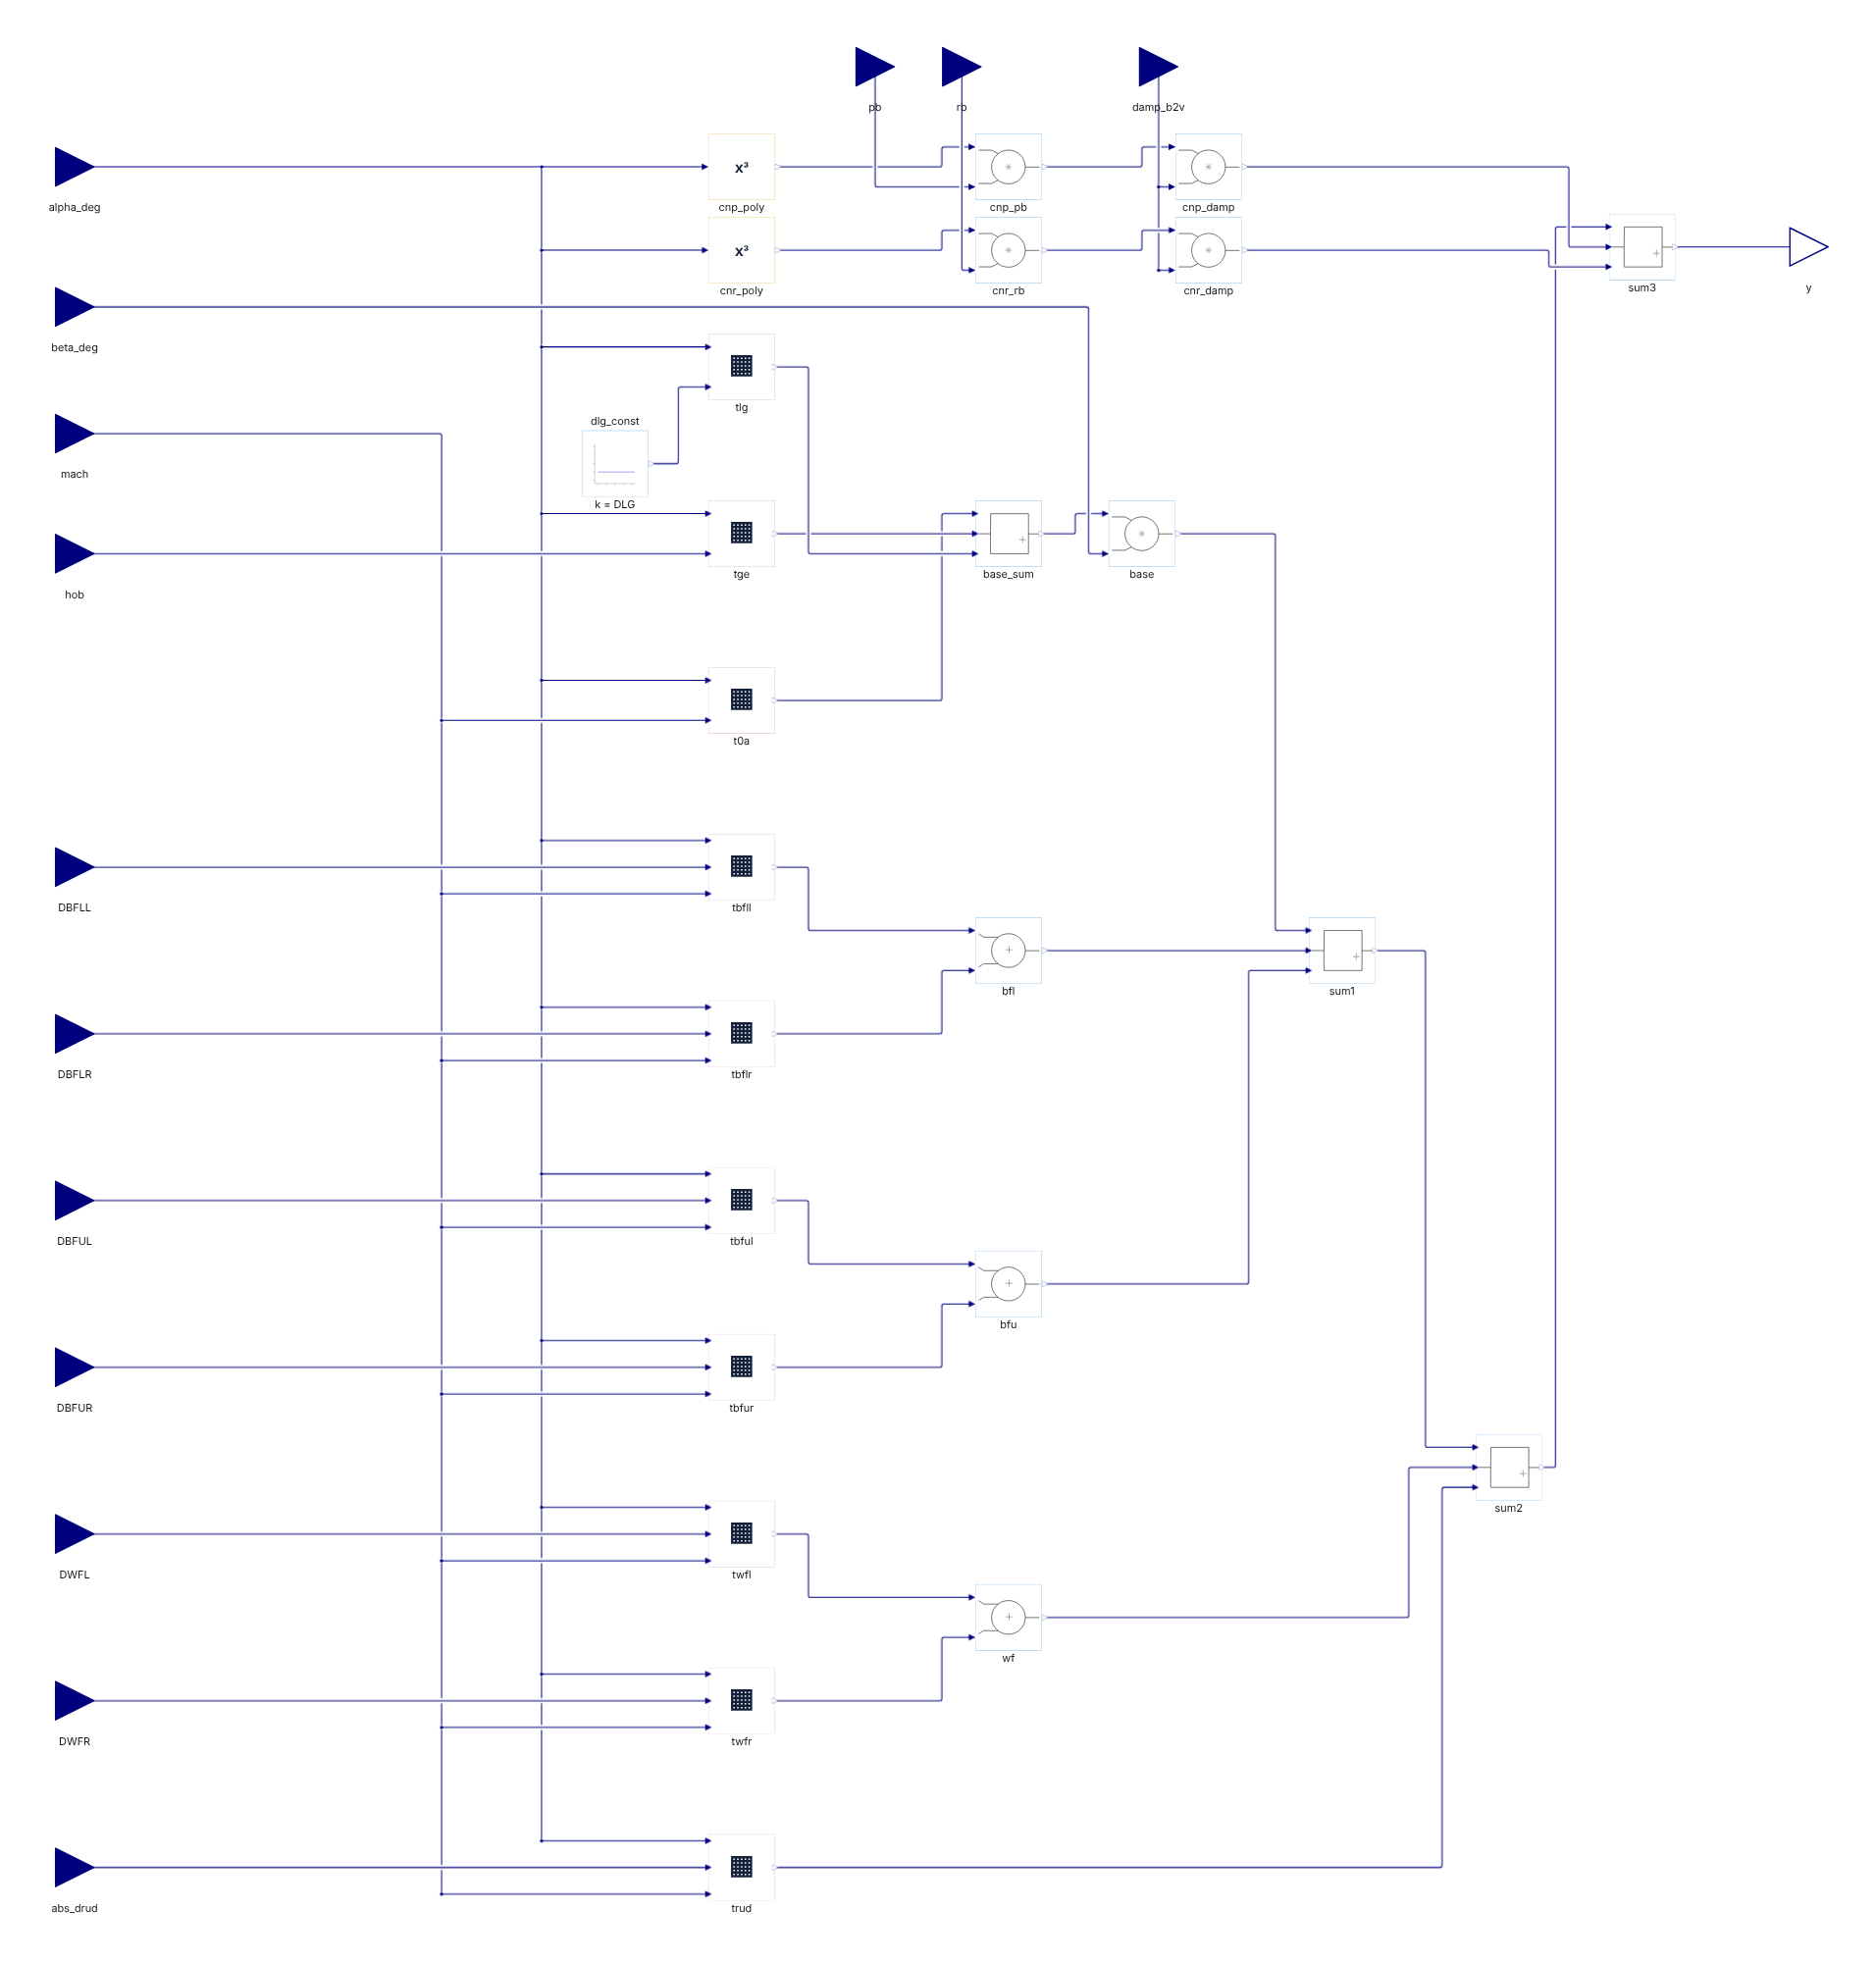 pb
rb
damp_b2v
alpha_deg
x³
cnp_poly
*
cnp_pb
*
cnp_damp
x³
cnr_poly
*
cnr_rb
*
cnr_damp
+
sum3
y
beta_deg
tlg
dlg_const
k = DLG
mach
hob
tge
+
base_sum
*
base
t0a
DBFLL
tbfll
+
bfl
+
sum1
DBFLR
tbflr
DBFUL
tbful
+
bfu
DBFUR
tbfur
+
sum2
DWFL
twfl
+
wf
DWFR
twfr
abs_drud
trud